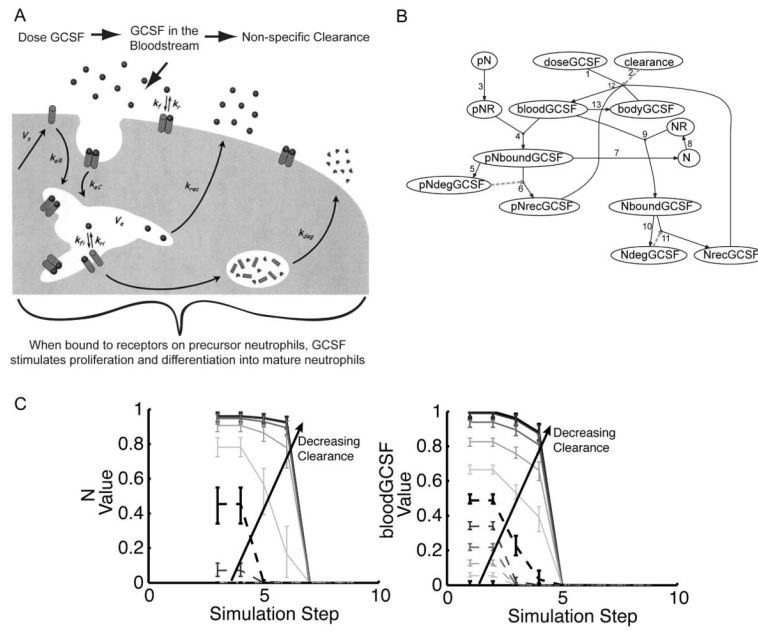 A
Dose GCSF
GCSF in the
Bloodstream
Non-specific Clearance
kf
kr
Vs
keR
keC
Ve
kfi
kri
krec
kdeg
When bound to receptors on precursor neutrophils, GCSF
stimulates proliferation and differentiation into mature neutrophils
B
pN
doseGCSF
clearance
1
2
12
3
pNR
bloodGCSF
13
bodyGCSF
4
9
NR
8
pNboundGCSF
7
N
5
pNdegGCSF
6
pNrecGCSF
NboundGCSF
10
11
NdegGCSF
NrecGCSF
C
1
0.8
0.6
0.4
0.2
0
N
Value
Decreasing
Clearance
0
5
10
Simulation Step
1
0.8
0.6
0.4
0.2
0
bloodGCSF
Value
Decreasing
Clearance
0
5
10
Simulation Step